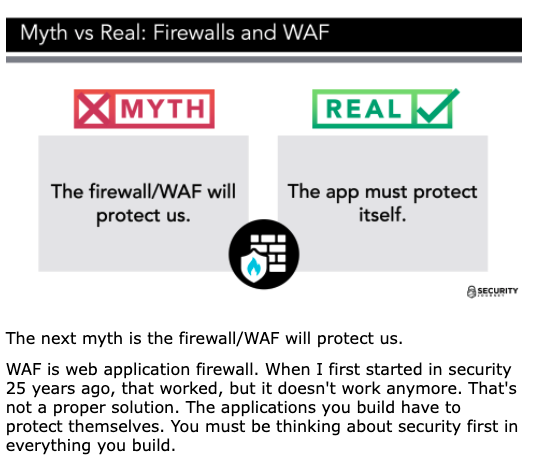 Myth vs Real: Firewalls and WAF
MYTH
REAL
The firewall/WAF will
protect us.
The app must protect
itself.
SECURITY
JOURNEY
The next myth is the firewall/WAF will protect us.
WAF is web application firewall. When I first started in security
25 years ago, that worked, but it doesn't work anymore. That's
not a proper solution. The applications you build have to
protect themselves. You must be thinking about security first in
everything you build.